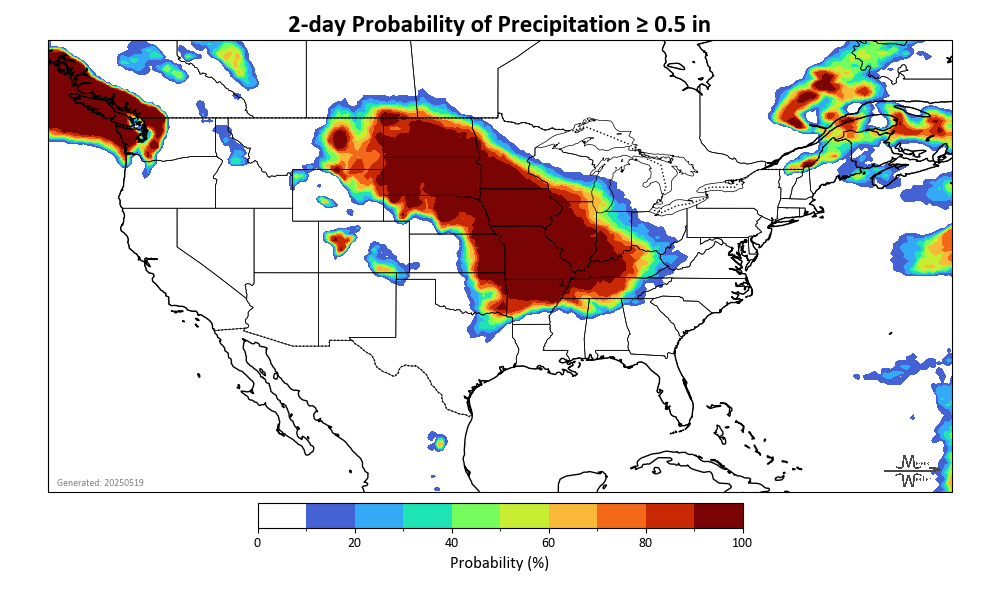 2-day Probability of Precipitation ≥ 0.5 in
Generated: 20250519
0 20 40 60 80 100
Probability (%)